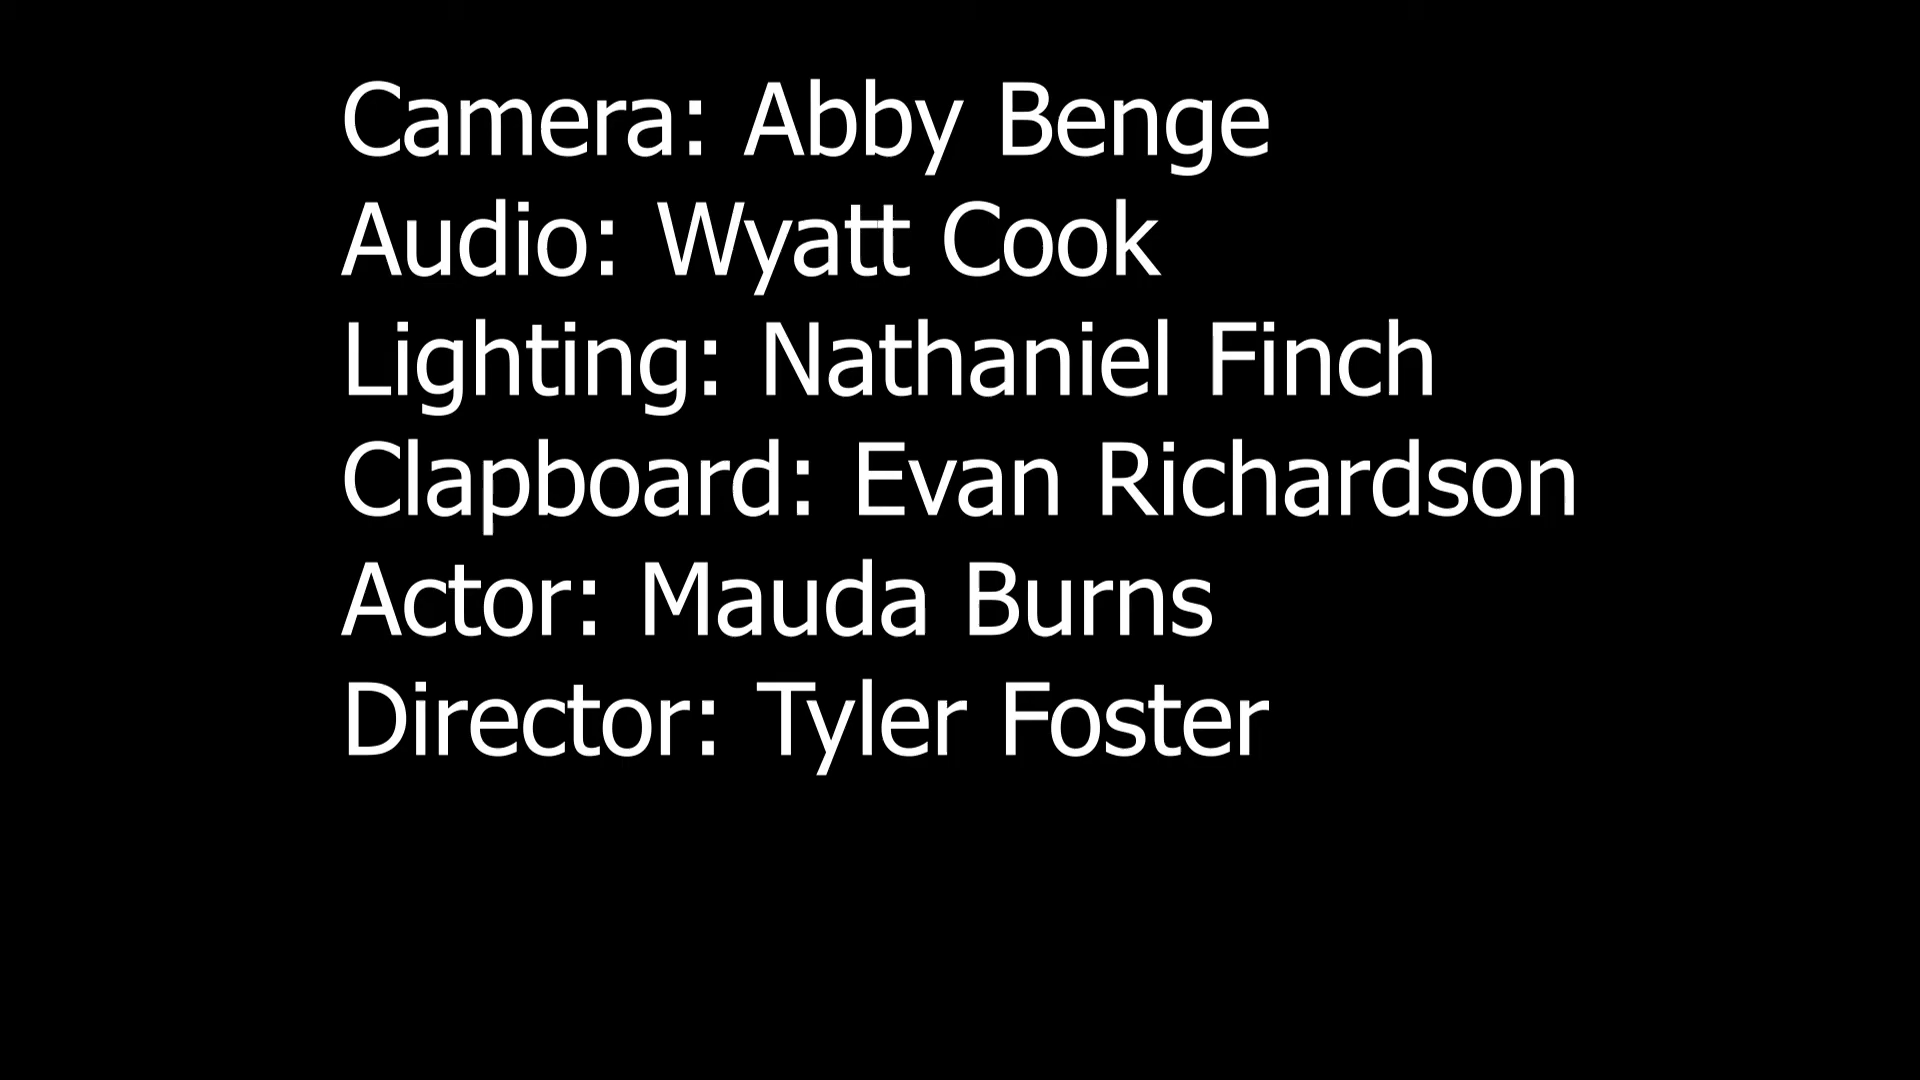 Camera: Abby Benge
Audio: Wyatt Cook
Lighting: Nathaniel Finch
Clapboard: Evan Richardson
Actor: Mauda Burns
Director: Tyler Foster